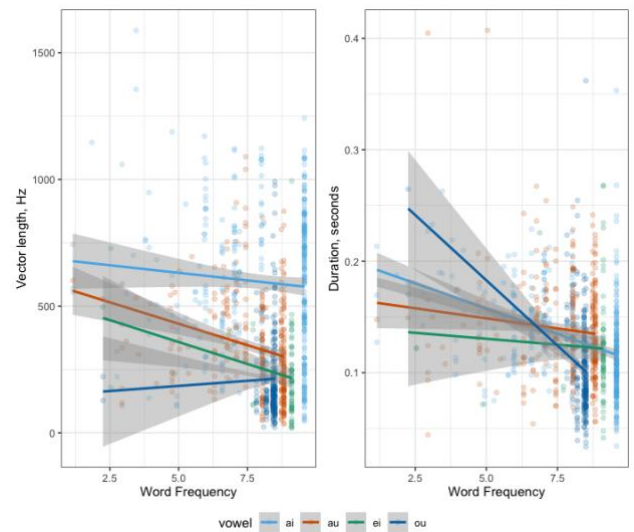 1500
1000
500
0
Vector length, Hz
2.5 5.0 7.5
Word Frequency
0.4
0.3
0.2
0.1
Duration, seconds
2.5 5.0 7.5
Word Frequency
vowel ai au ei ou